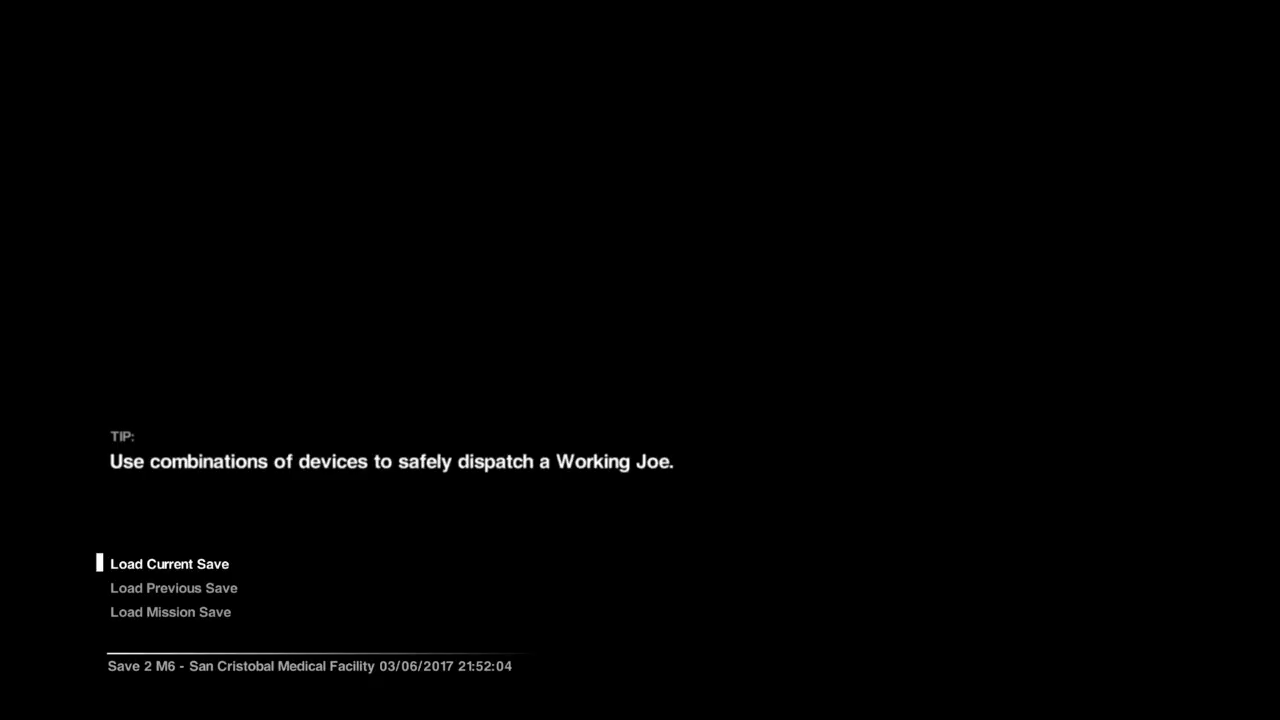 TIP:
Use combinations of devices to safely dispatch a Working Joe.
Load Current Save
Load Previous Save
Load Mission Save
Save 2 M6 - San Cristobal Medical Facility 03/06/2017 21:52:04